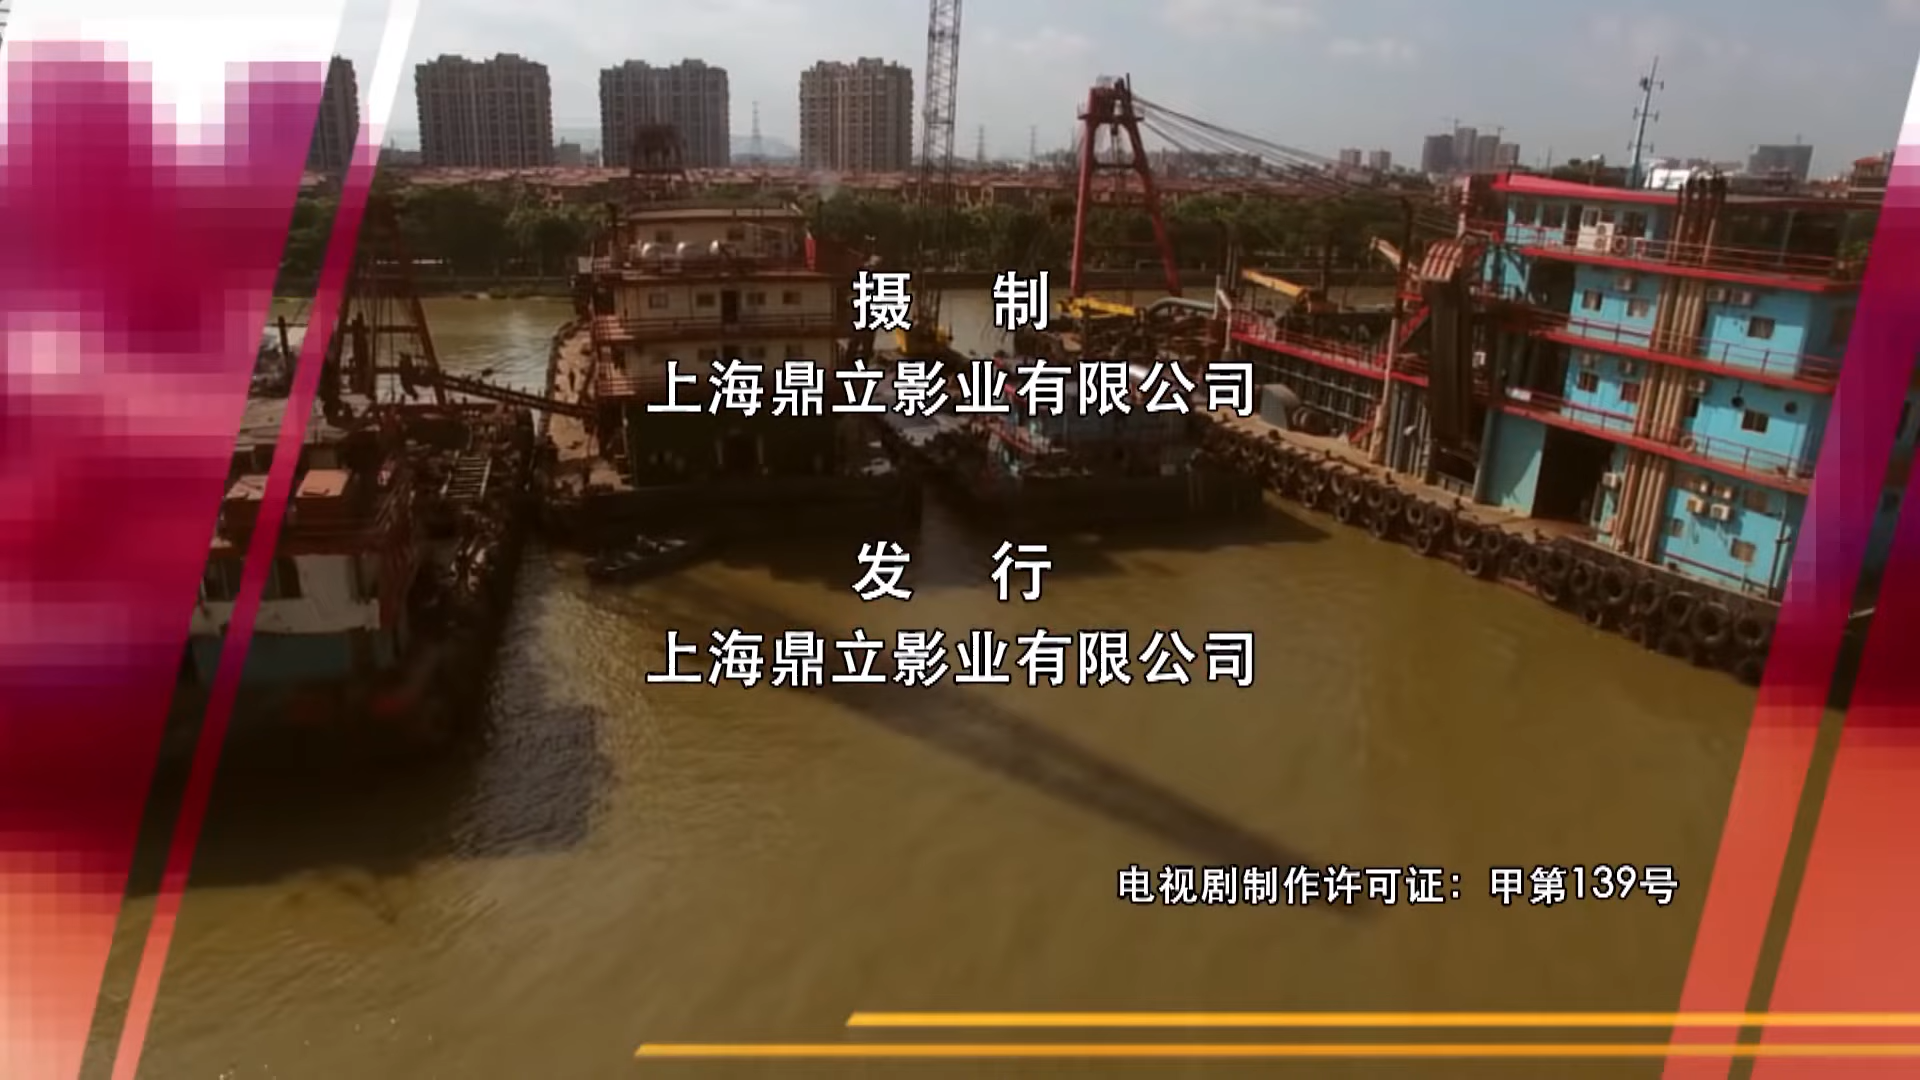 摄 制
上海鼎立影业有限公司
发 行
上海鼎立影业有限公司
电视剧制作许可证：甲第139号